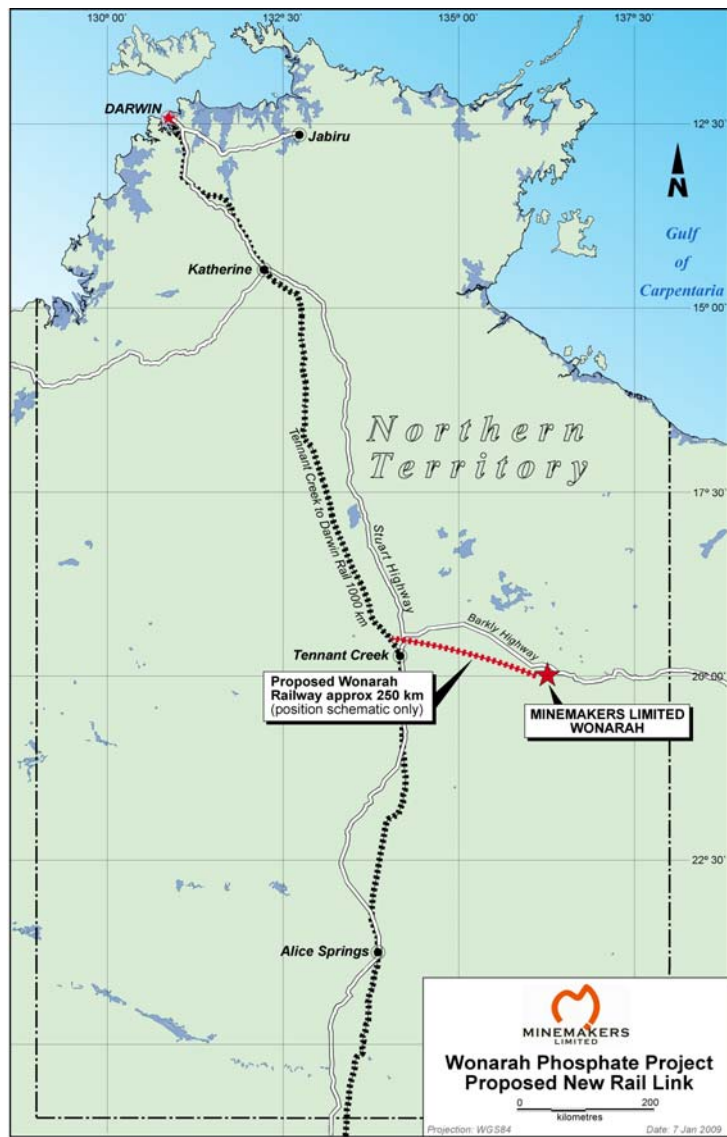 130° 00'
132° 30'
135° 00'
137° 30'
DARWIN
Jabiru
12° 30'
N
Gulf
of
Carpentaria
Katherine
15° 00'
Northern
Territory
17° 30'
Tennant Creek to Darwin Rail 1000 km
Stuart Highway
Barkly Highway
Tennant Creek
Proposed Wonarah
Railway approx 250 km
(position schematic only)
20° 00'
MINEMAKERS LIMITED
WONARAH
22° 30'
Alice Springs
MINEMAKERS
LIMITED
Wonarah Phosphate Project
Proposed New Rail Link
0 200
kilometres
Projection: WGS84 Date: 7 Jan 2009